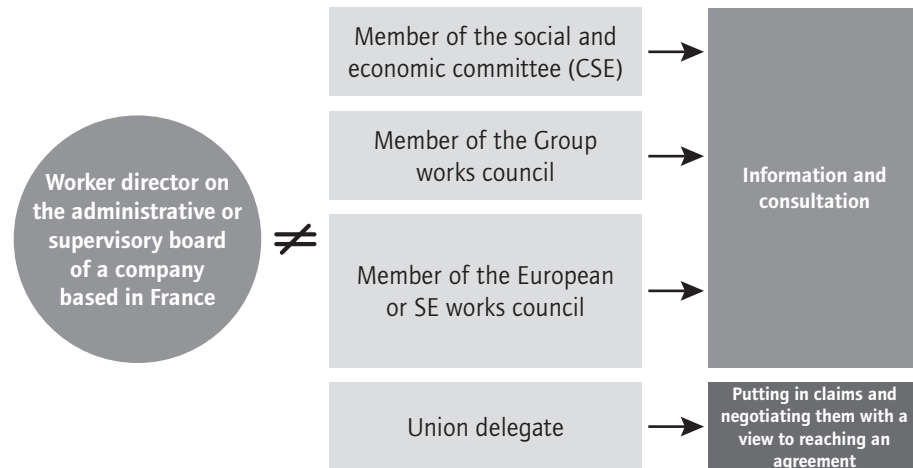 Worker director on
the administrative or
supervisory board
of a company
based in France
≠
Member of the social and
economic committee (CSE)
Member of the Group
works council
Member of the European
or SE works council
Information and
consultation
Union delegate
Putting in claims and
negotiating them with a
view to reaching an
agreement